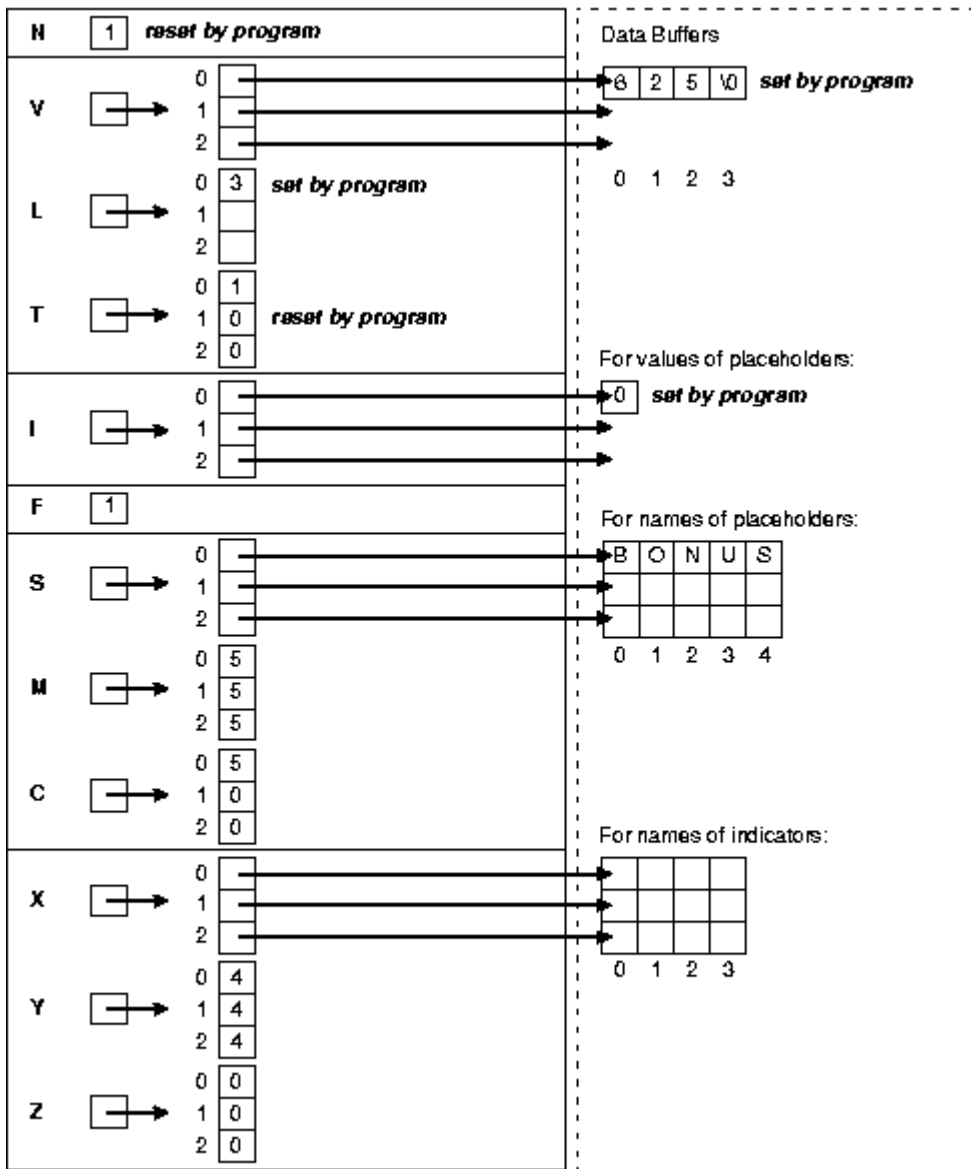 N 1 reset by program
Data Buffers
V
0
1
2
6 2 5 \0 set by program
0 1 2 3
L
0 3 set by program
1
2
T
0 1
1 0 reset by program
2 0
For values of placeholders:
I
0
1
2
0 set by program
F 1
For names of placeholders:
S
0
1
2
B O N U S
0 1 2 3 4
M
0 5
1 5
2 5
C
0 5
1 0
2 0
For names of indicators:
X
0
1
2
0 1 2 3
Y
0 4
1 4
2 4
Z
0 0
1 0
2 0